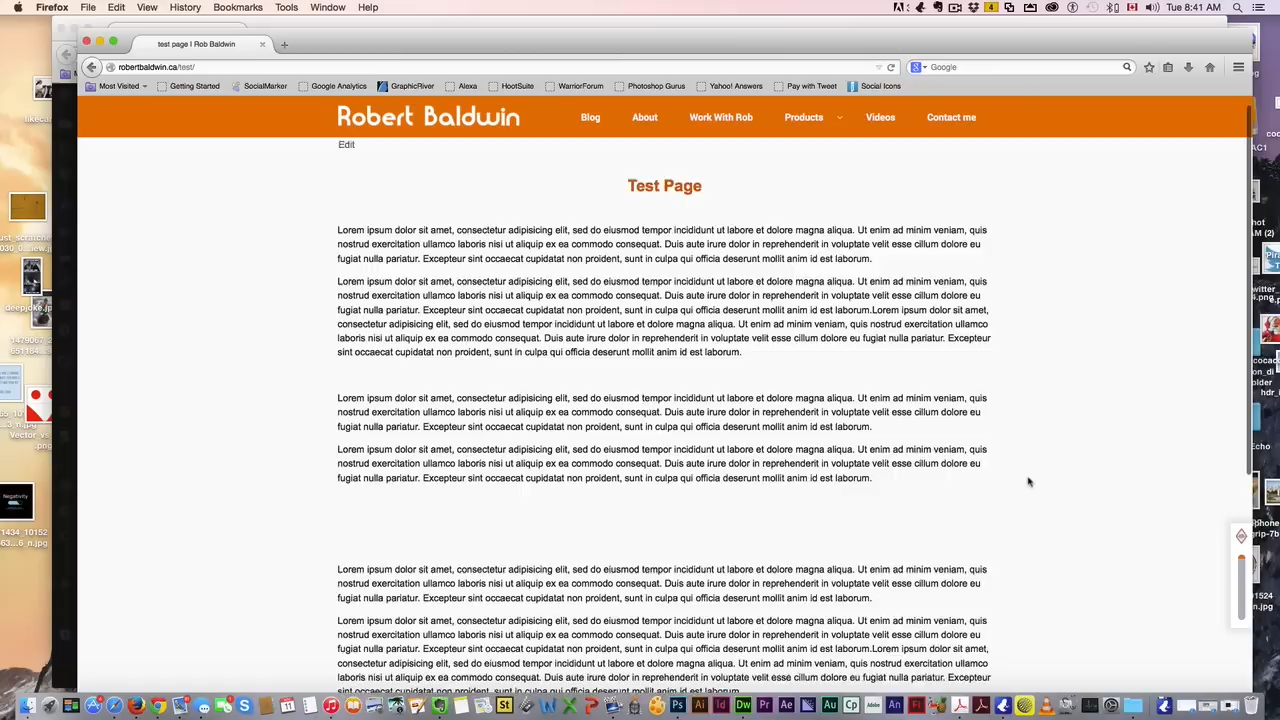 Firefox File Edit View History Bookmarks Tools Window Help 4 Tue 8:41 AM
test page | Rob Baldwin
robertbaldwin.ca/test/ Google
Most Visited Getting Started SocialMarker Google Analytics GraphicRiver Alexa HootSuite WarriorForum Photoshop Gurus Yahoo! Answers Pay with Tweet Social Icons
Robert Baldwin Blog About Work With Rob Products Videos Contact me
Edit
Test Page
Lorem ipsum dolor sit amet, consectetur adipisicing elit, sed do eiusmod tempor incididunt ut labore et dolore magna aliqua. Ut enim ad minim veniam, quis
nostrud exercitation ullamco laboris nisi ut aliquip ex ea commodo consequat. Duis aute irure dolor in reprehenderit in voluptate velit esse cillum dolore eu
fugiat nulla pariatur. Excepteur sint occaecat cupidatat non proident, sunt in culpa qui officia deserunt mollit anim id est laborum.
Lorem ipsum dolor sit amet, consectetur adipisicing elit, sed do eiusmod tempor incididunt ut labore et dolore magna aliqua. Ut enim ad minim veniam, quis
nostrud exercitation ullamco laboris nisi ut aliquip ex ea commodo consequat. Duis aute irure dolor in reprehenderit in voluptate velit esse cillum dolore eu
fugiat nulla pariatur. Excepteur sint occaecat cupidatat non proident, sunt in culpa qui officia deserunt mollit anim id est laborum.Lorem ipsum dolor sit amet,
consectetur adipisicing elit, sed do eiusmod tempor incididunt ut labore et dolore magna aliqua. Ut enim ad minim veniam, quis nostrud exercitation ullamco
laboris nisi ut aliquip ex ea commodo consequat. Duis aute irure dolor in reprehenderit in voluptate velit esse cillum dolore eu fugiat nulla pariatur. Excepteur
sint occaecat cupidatat non proident, sunt in culpa qui officia deserunt mollit anim id est laborum.
Lorem ipsum dolor sit amet, consectetur adipisicing elit, sed do eiusmod tempor incididunt ut labore et dolore magna aliqua. Ut enim ad minim veniam, quis
nostrud exercitation ullamco laboris nisi ut aliquip ex ea commodo consequat. Duis aute irure dolor in reprehenderit in voluptate velit esse cillum dolore eu
fugiat nulla pariatur. Excepteur sint occaecat cupidatat non proident, sunt in culpa qui officia deserunt mollit anim id est laborum.
Lorem ipsum dolor sit amet, consectetur adipisicing elit, sed do eiusmod tempor incididunt ut labore et dolore magna aliqua. Ut enim ad minim veniam, quis
nostrud exercitation ullamco laboris nisi ut aliquip ex ea commodo consequat. Duis aute irure dolor in reprehenderit in voluptate velit esse cillum dolore eu
fugiat nulla pariatur. Excepteur sint occaecat cupidatat non proident, sunt in culpa qui officia deserunt mollit anim id est laborum.
Lorem ipsum dolor sit amet, consectetur adipisicing elit, sed do eiusmod tempor incididunt ut labore et dolore magna aliqua. Ut enim ad minim veniam, quis
nostrud exercitation ullamco laboris nisi ut aliquip ex ea commodo consequat. Duis aute irure dolor in reprehenderit in voluptate velit esse cillum dolore eu
fugiat nulla pariatur. Excepteur sint occaecat cupidatat non proident, sunt in culpa qui officia deserunt mollit anim id est laborum.
Lorem ipsum dolor sit amet, consectetur adipisicing elit, sed do eiusmod tempor incididunt ut labore et dolore magna aliqua. Ut enim ad minim veniam, quis
nostrud exercitation ullamco laboris nisi ut aliquip ex ea commodo consequat. Duis aute irure dolor in reprehenderit in voluptate velit esse cillum dolore eu
fugiat nulla pariatur. Excepteur sint occaecat cupidatat non proident, sunt in culpa qui officia deserunt mollit anim id est laborum.Lorem ipsum dolor sit amet,
consectetur adipisicing elit, sed do eiusmod tempor incididunt ut labore et dolore magna aliqua. Ut enim ad minim veniam, quis nostrud exercitation ullamco
laboris nisi ut aliquip ex ea commodo consequat. Duis aute irure dolor in reprehenderit in voluptate velit esse cillum dolore eu fugiat nulla pariatur. Excepteur
sint occaecat cupidatat non proident, sunt in culpa qui officia deserunt mollit anim id est laborum.
deepjoke.jp
Negativity